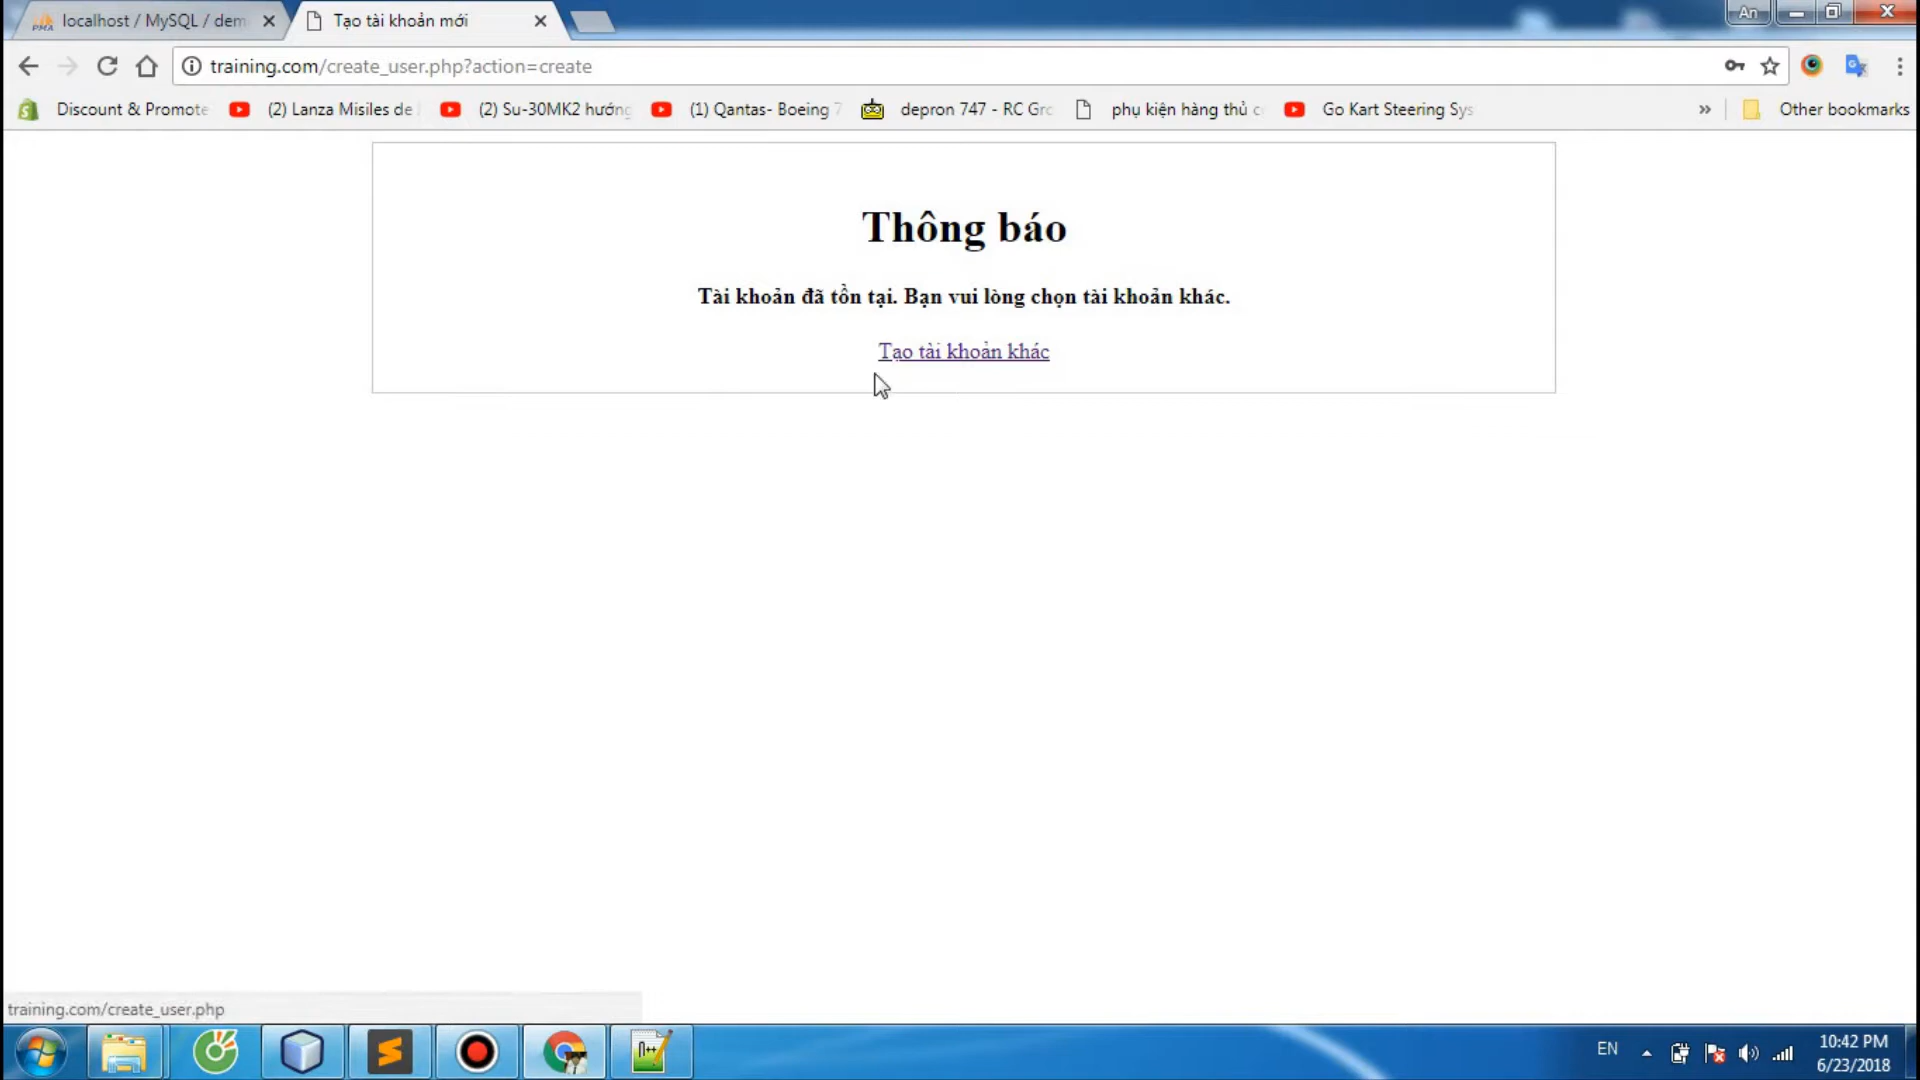 localhost / MySQL / dem
Tạo tài khoản mới
An
training.com/create_user.php?action=create
Discount & Promote
(2) Lanza Misiles de
(2) Su-30MK2 hướng
(1) Qantas- Boeing 7
depron 747 - RC Gro
phụ kiện hàng thủ c
Go Kart Steering Sys
»
Other bookmarks
Thông báo
Tài khoản đã tồn tại. Bạn vui lòng chọn tài khoản khác.
Tạo tài khoản khác
training.com/create_user.php
EN
10:42 PM
6/23/2018